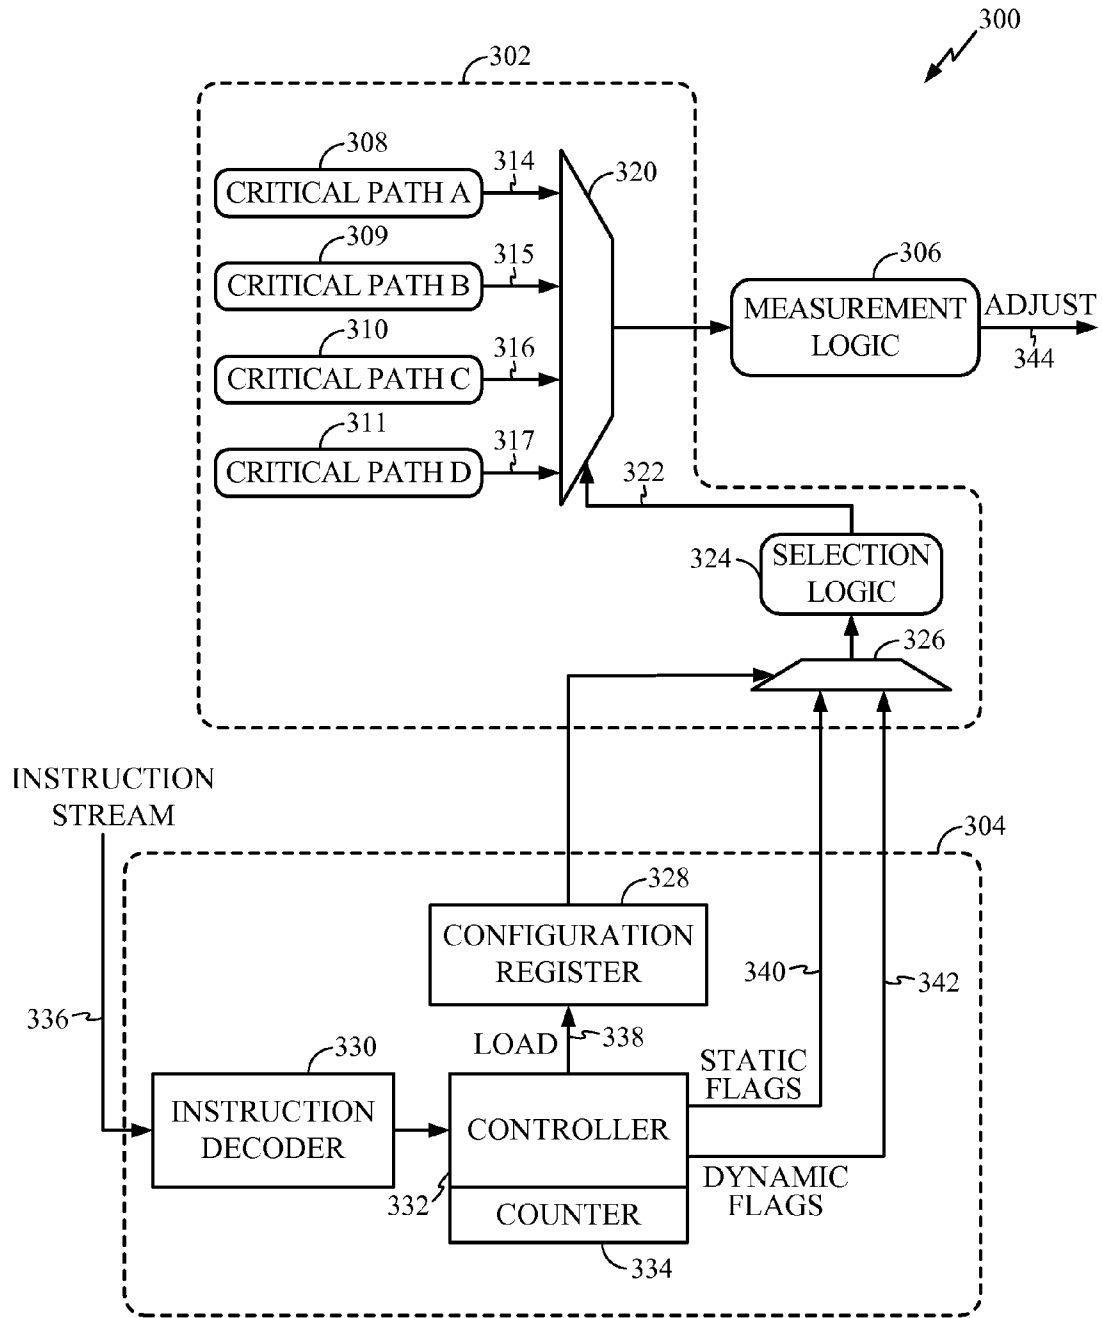 300
302
308
CRITICAL PATH A
314
320
309
CRITICAL PATH B
315
306
MEASUREMENT
LOGIC
ADJUST
344
310
CRITICAL PATH C
316
311
CRITICAL PATH D
317
322
324
SELECTION
LOGIC
326
INSTRUCTION
STREAM
304
328
CONFIGURATION
REGISTER
340
342
336
LOAD
338
330
INSTRUCTION
DECODER
CONTROLLER
STATIC
FLAGS
332
COUNTER
DYNAMIC
FLAGS
334